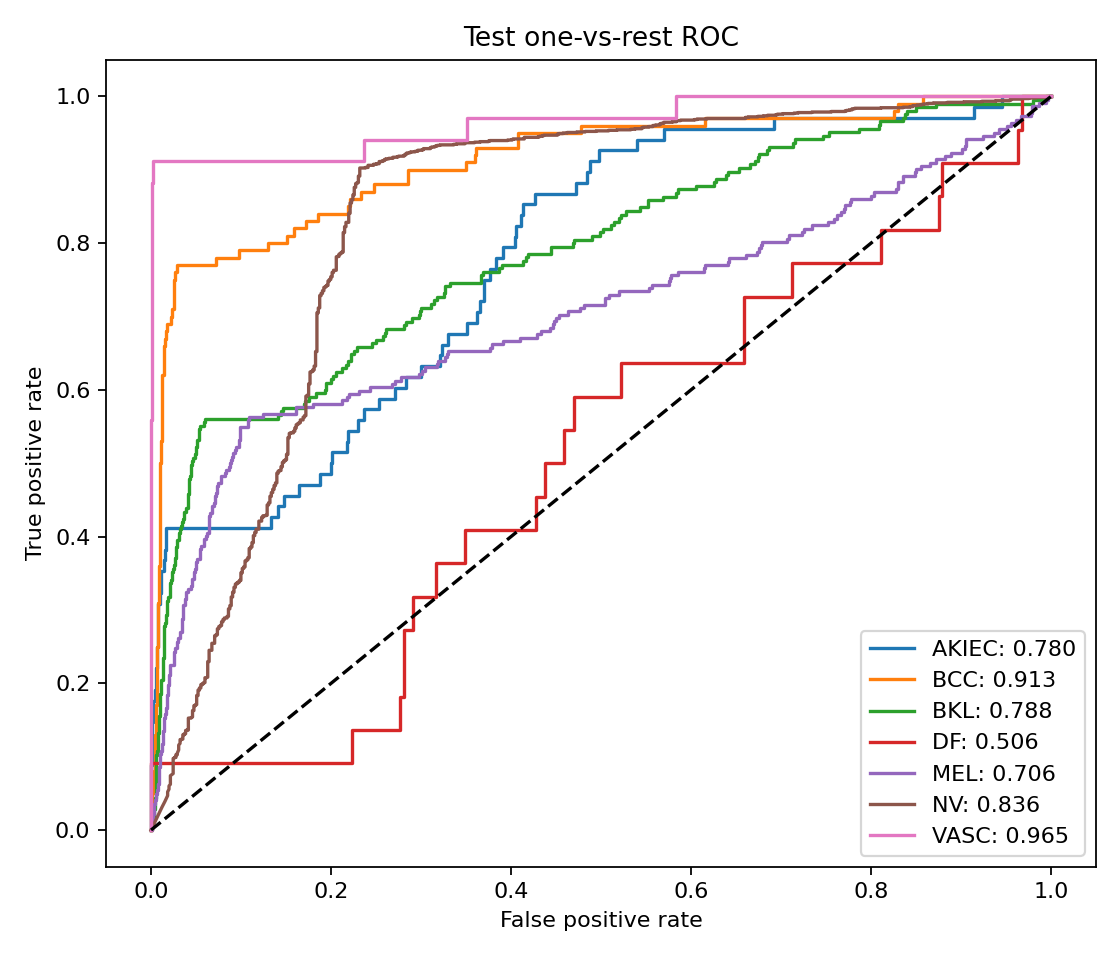 Test one-vs-rest ROC
True positive rate
1.0
0.8
0.6
0.4
0.2
0.0
AKIEC: 0.780
BCC: 0.913
BKL: 0.788
DF: 0.506
MEL: 0.706
NV: 0.836
VASC: 0.965
0.0 0.2 0.4 0.6 0.8 1.0
False positive rate